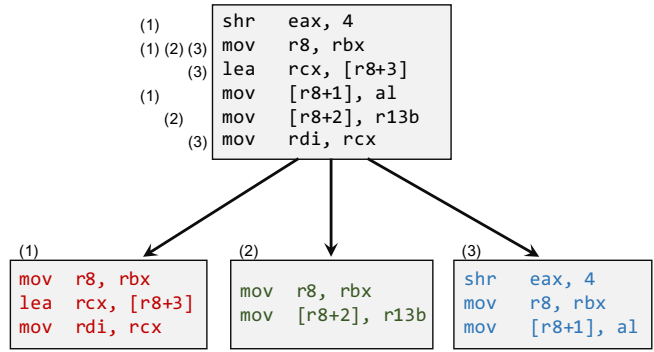 (1) shr eax, 4
(1) (2) (3) mov r8, rbx
(3) lea rcx, [r8+3]
(1) mov [r8+1], al
(2) mov [r8+2], r13b
(3) mov rdi, rcx
(1)
mov r8, rbx
lea rcx, [r8+3]
mov rdi, rcx
(2)
mov r8, rbx
mov [r8+2], r13b
(3)
shr eax, 4
mov r8, rbx
mov [r8+1], al